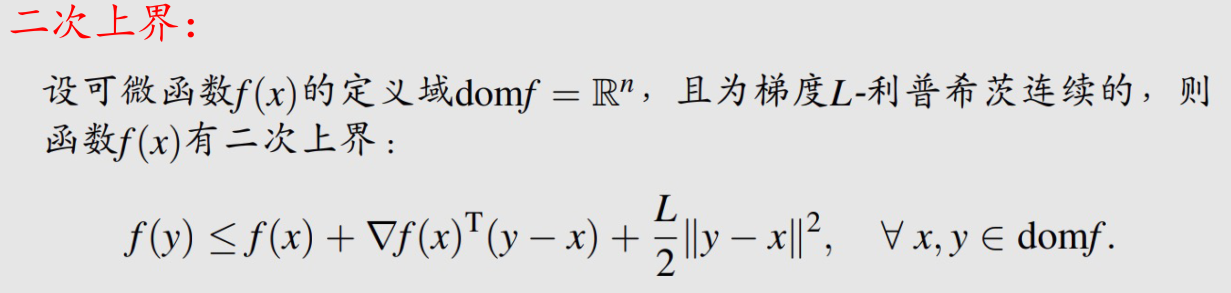 二次上界:
设可微函数f(x)的定义域domf = ℝⁿ，且为梯度L-利普希茨连续的，则
函数f(x)有二次上界：
f(y) ≤ f(x) + ∇f(x)ᵀ(y − x) + L/2 ‖y − x‖², ∀ x, y ∈ domf.